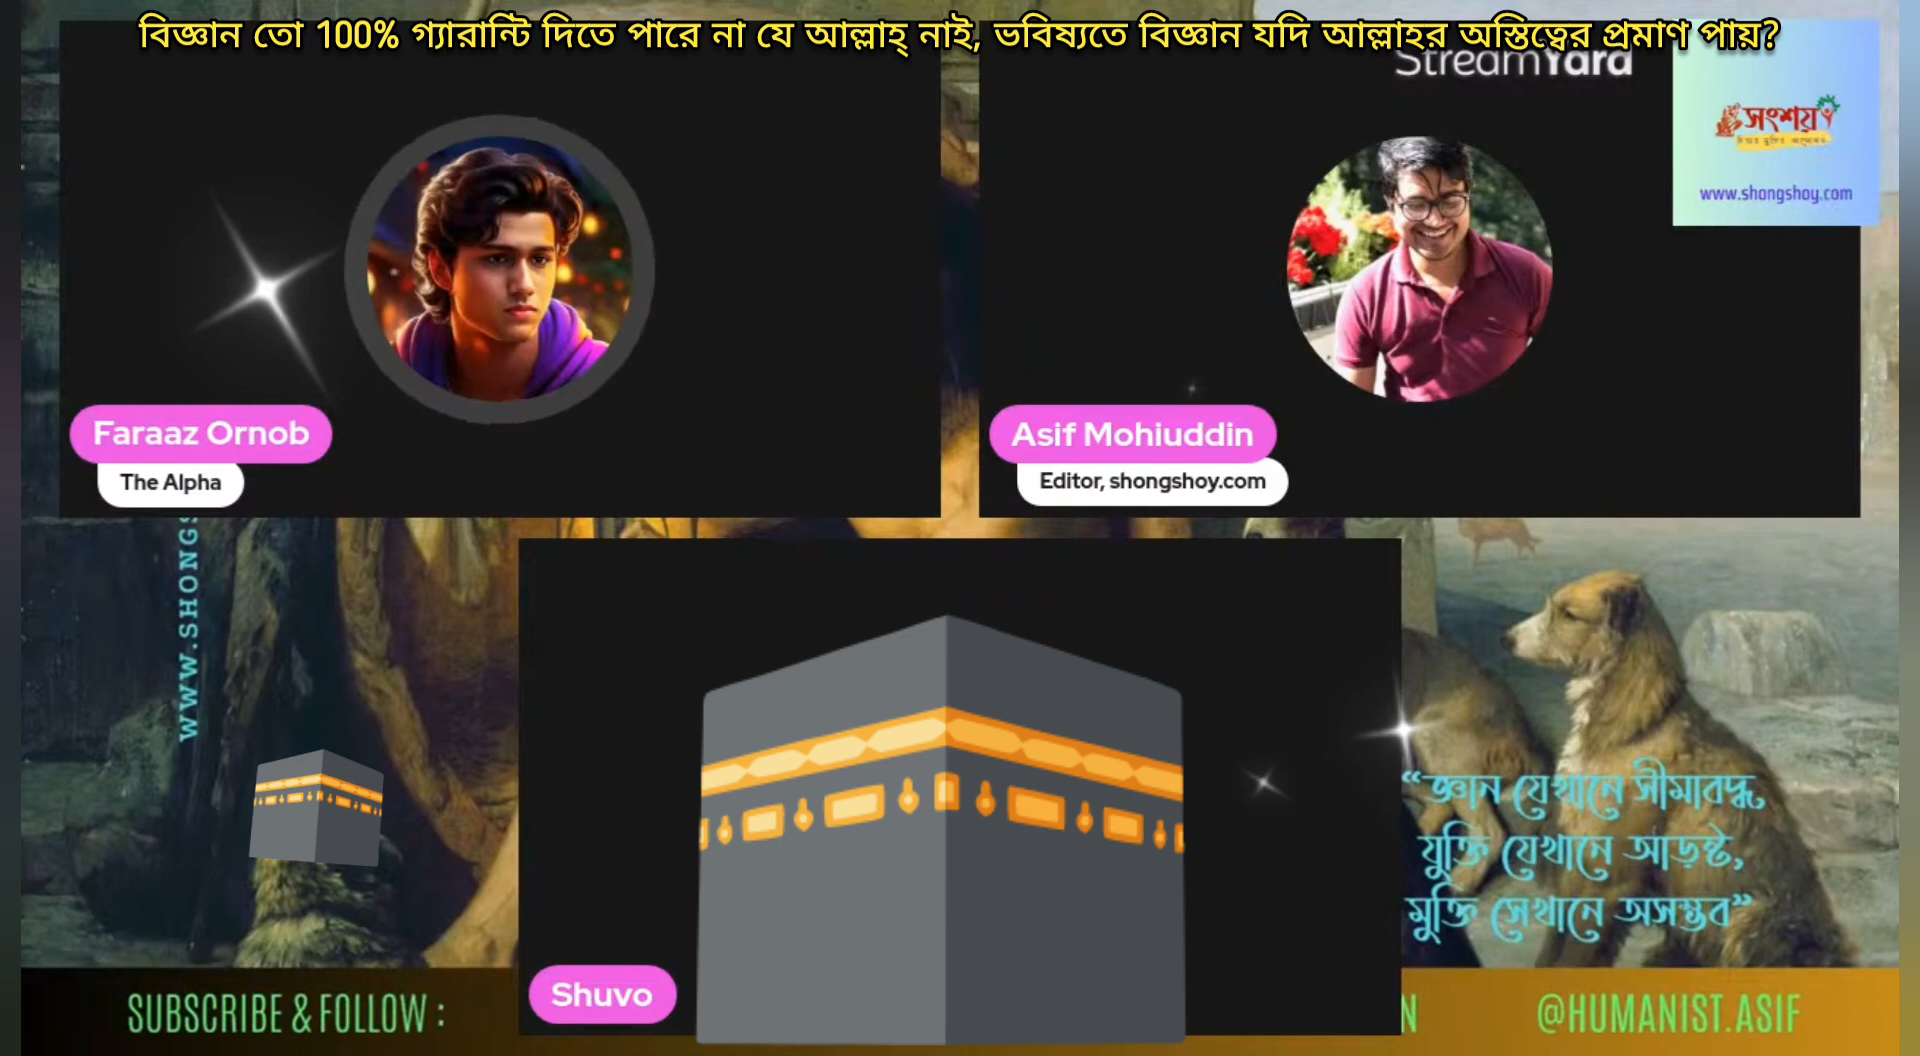 বিজ্ঞান তো 100% গ্যারান্টি দিতে পারে না যে আল্লাহ্ নাই, ভবিষ্যতে বিজ্ঞান যদি আল্লাহর অস্তিত্বের প্রমাণ পায়?
StreamYard
সংশয়
www.shongshoy.com
Faraaz Ornob
The Alpha
Asif Mohiuddin
Editor, shongshoy.com
WWW.SHONGS
“জ্ঞান যেখানে সীমাবদ্ধ,
যুক্তি যেখানে আড়ষ্ট,
মুক্তি সেখানে অসম্ভব”
Shuvo
SUBSCRIBE & FOLLOW :
N
@HUMANIST.ASIF